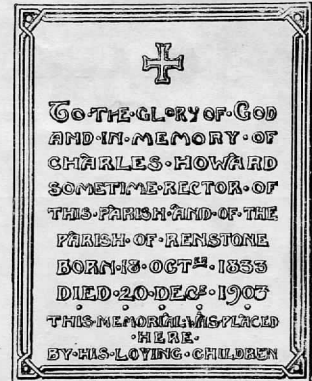 TO·THE·GLORY·OF·GOD
AND·IN·MEMORY·OF
CHARLES·HOWARD
SOMETIME·RECTOR·OF
THIS·PARISH·AND·OF·THE
PARISH·OF·RENSTONE
BORN·18·OCTER·1833
DIED·20·DECR·1903
THIS·MEMORIAL·WAS·PLACED
·HERE·
BY·HIS·LOVING·CHILDREN